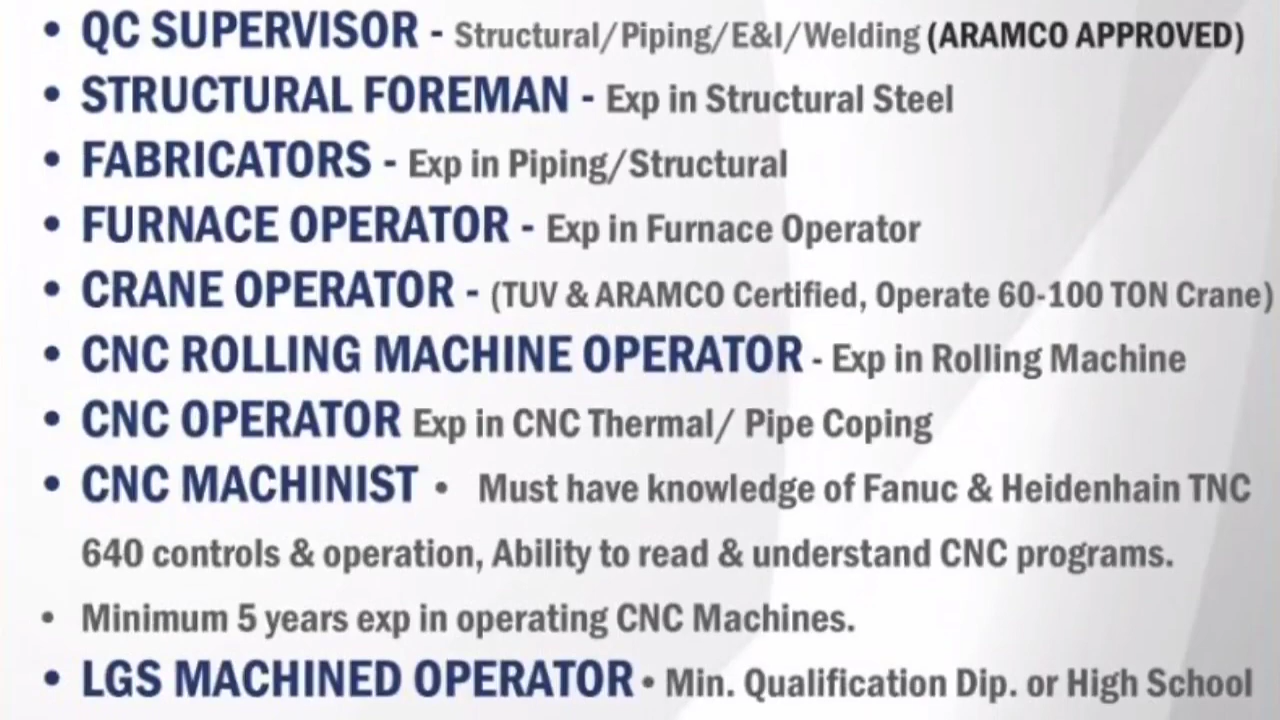 • QC SUPERVISOR - Structural/Piping/E&I/Welding (ARAMCO APPROVED)
• STRUCTURAL FOREMAN - Exp in Structural Steel
• FABRICATORS - Exp in Piping/Structural
• FURNACE OPERATOR - Exp in Furnace Operator
• CRANE OPERATOR - (TUV & ARAMCO Certified, Operate 60-100 TON Crane)
• CNC ROLLING MACHINE OPERATOR - Exp in Rolling Machine
• CNC OPERATOR Exp in CNC Thermal/ Pipe Coping
• CNC MACHINIST • Must have knowledge of Fanuc & Heidenhain TNC
640 controls & operation, Ability to read & understand CNC programs.
• Minimum 5 years exp in operating CNC Machines.
• LGS MACHINED OPERATOR • Min. Qualification Dip. or High School